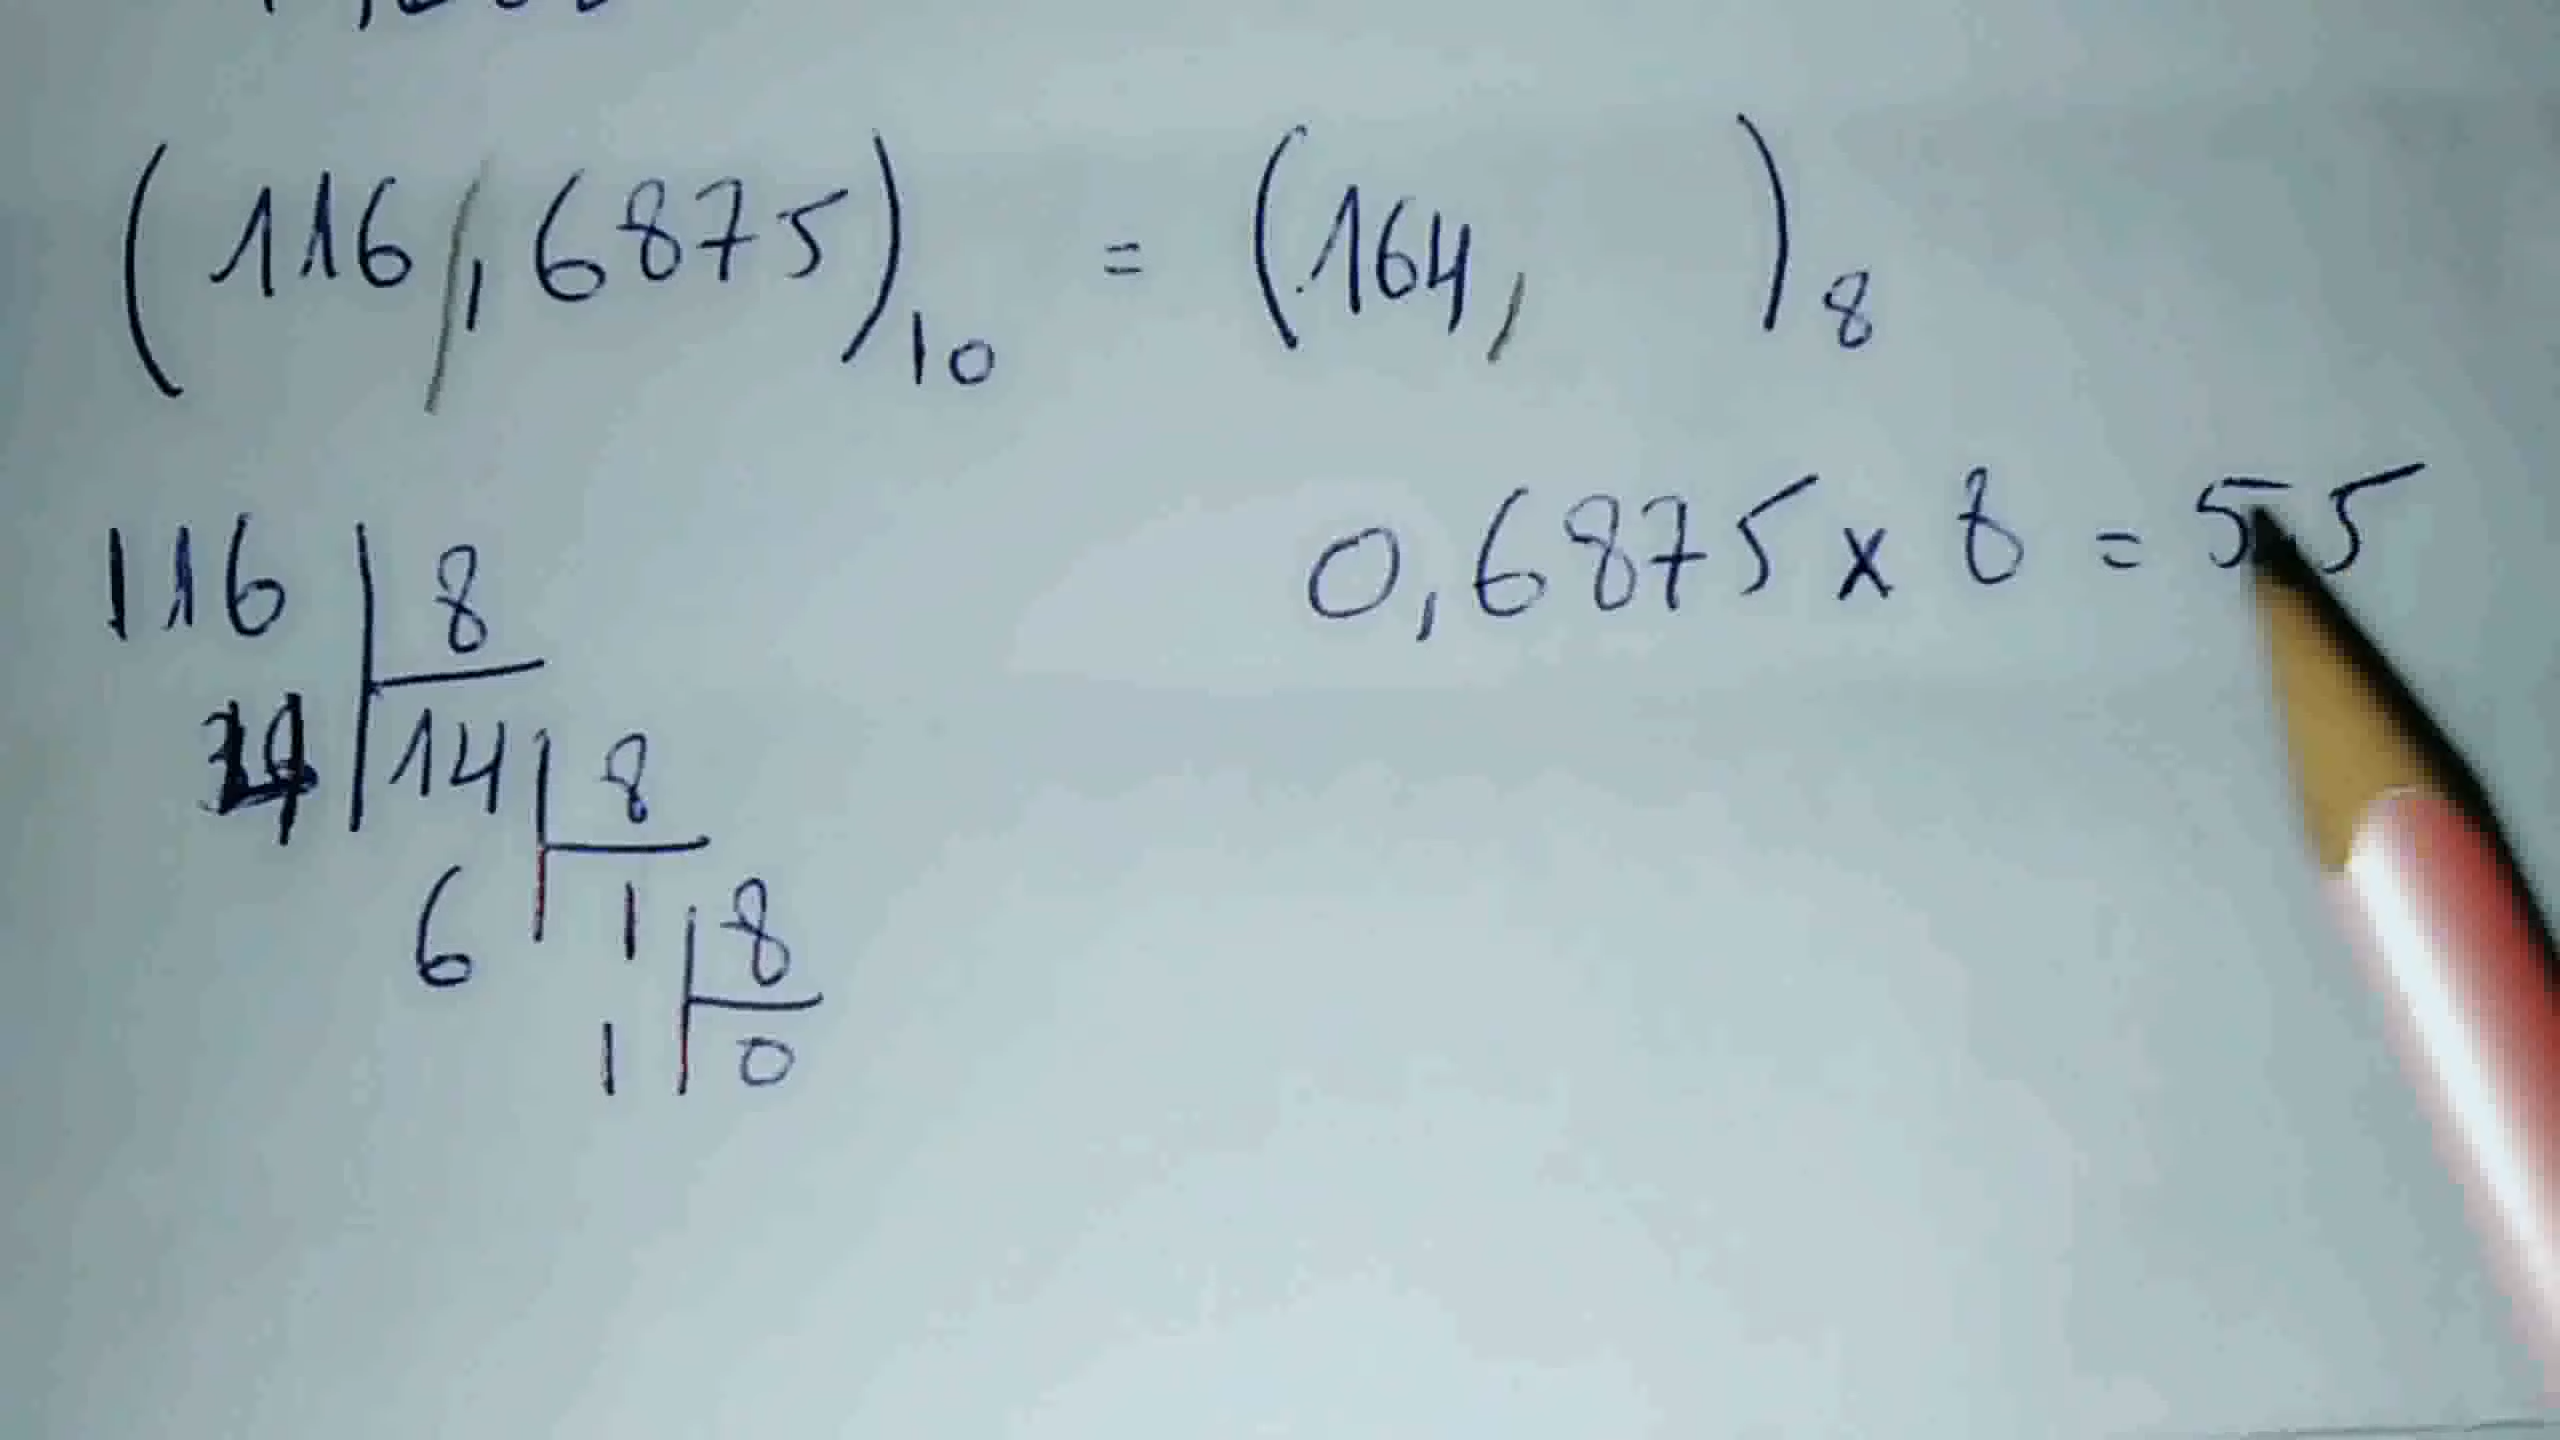 (116,6875)10 = (164, )8
0,6875 x 8 = 5 5
116 8
4 14 8
6 1 8
1 0